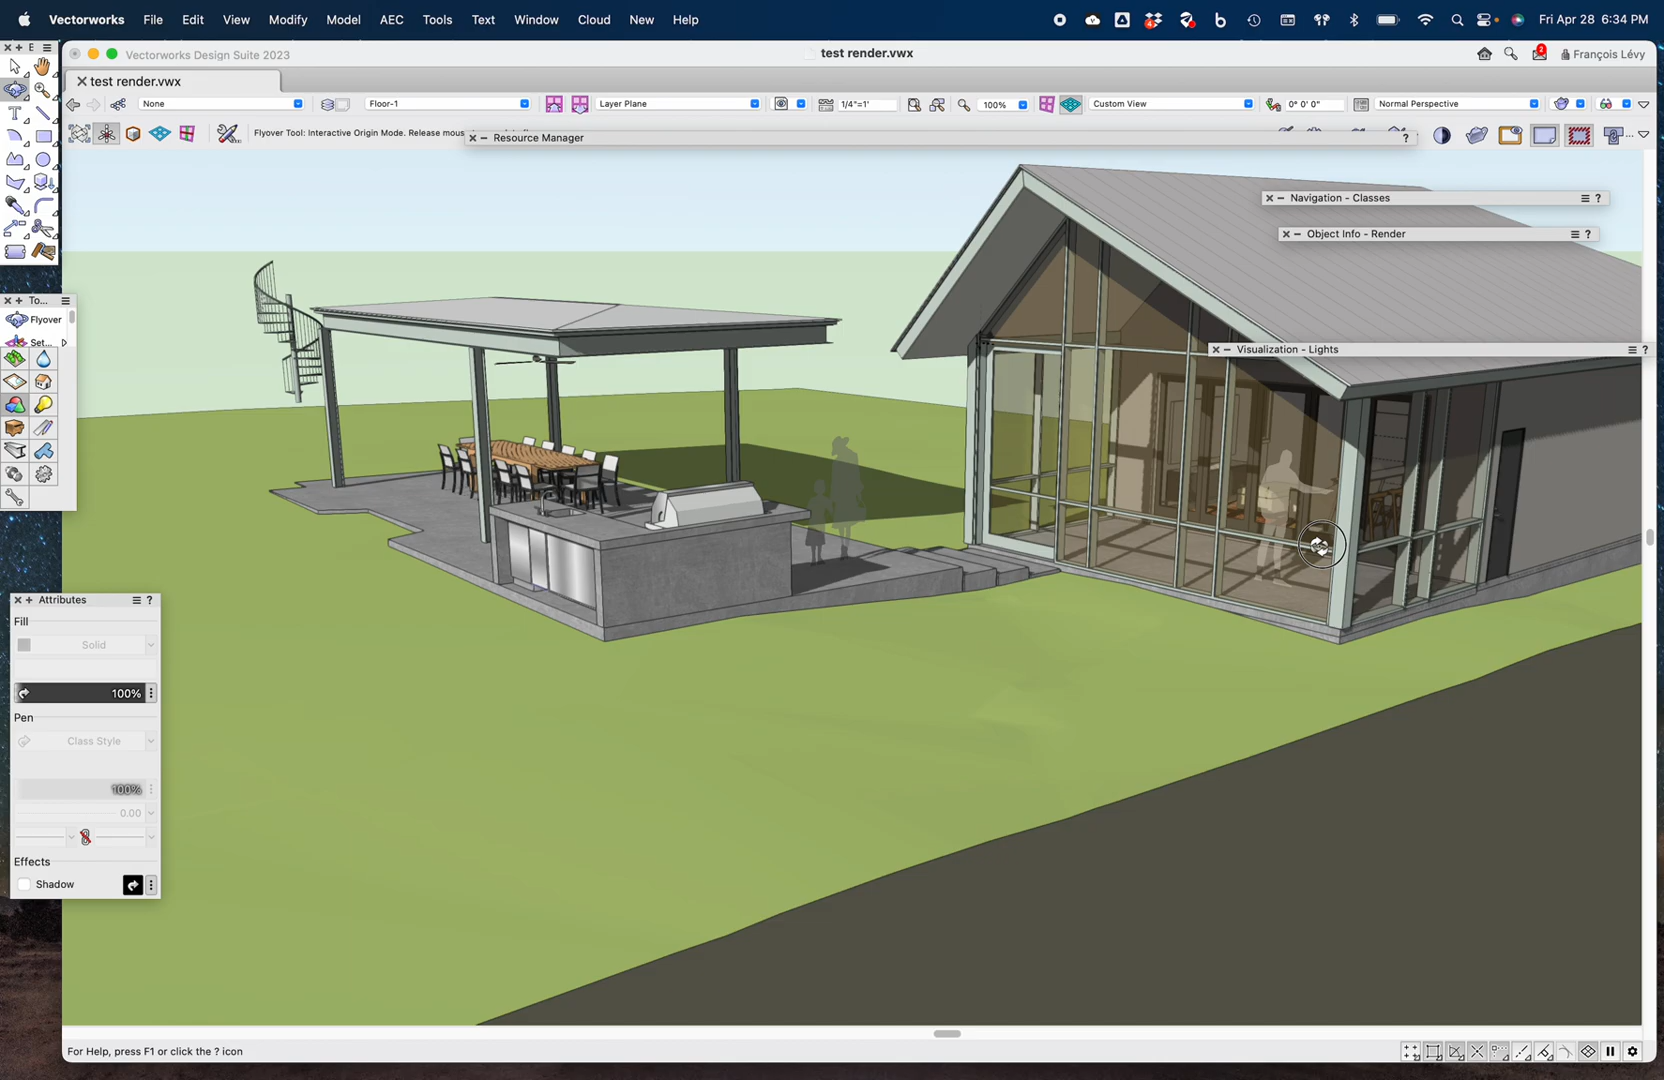 Vectorworks File Edit View Modify Model AEC Tools Text Window Cloud New Help
4
Fri Apr 28 6:34 PM
E
Vectorworks Design Suite 2023
test render.vwx
2
François Lévy
test render.vwx
None
Floor-1
Layer Plane
1/4"=1'
100%
Custom View
0° 0' 0"
Normal Perspective
Flyover Tool: Interactive Origin Mode. Release mous
Resource Manager
?
Navigation - Classes
?
Object Info - Render
?
Visualization - Lights
?
To...
Flyover
Set...
Attributes
?
Fill
Solid
100%
Pen
Class Style
100%
0.00
Effects
Shadow
For Help, press F1 or click the ? icon